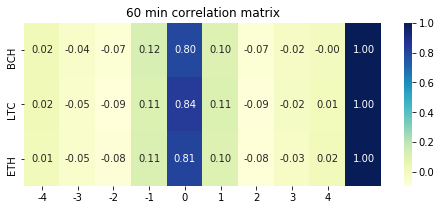 60 min correlation matrix
BCH 0.02 -0.04 -0.07 0.12 0.80 0.10 -0.07 -0.02 -0.00 1.00
LTC 0.02 -0.05 -0.09 0.11 0.84 0.11 -0.09 -0.02 0.01 1.00
ETH 0.01 -0.05 -0.08 0.11 0.81 0.10 -0.08 -0.03 0.02 1.00
-4 -3 -2 -1 0 1 2 3 4
1.0
0.8
0.6
0.4
0.2
0.0